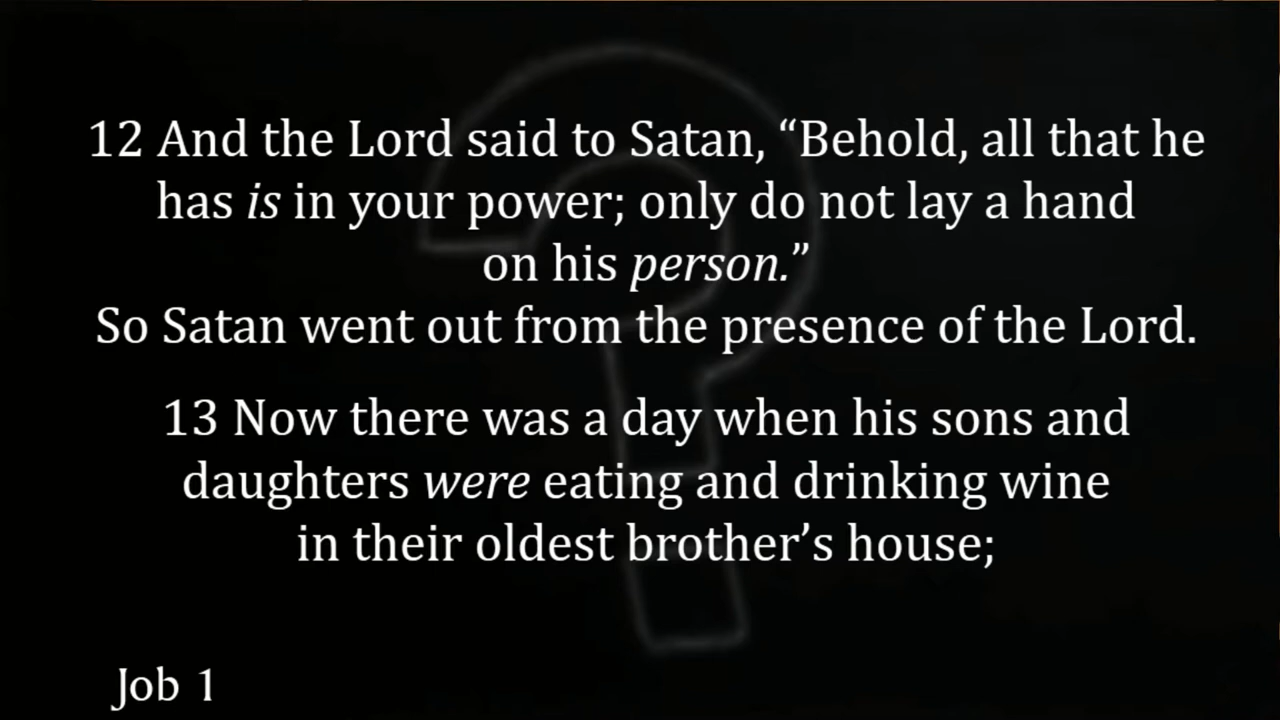 12 And the Lord said to Satan, “Behold, all that he
has is in your power; only do not lay a hand
on his person.”
So Satan went out from the presence of the Lord.
13 Now there was a day when his sons and
daughters were eating and drinking wine
in their oldest brother’s house;
Job 1